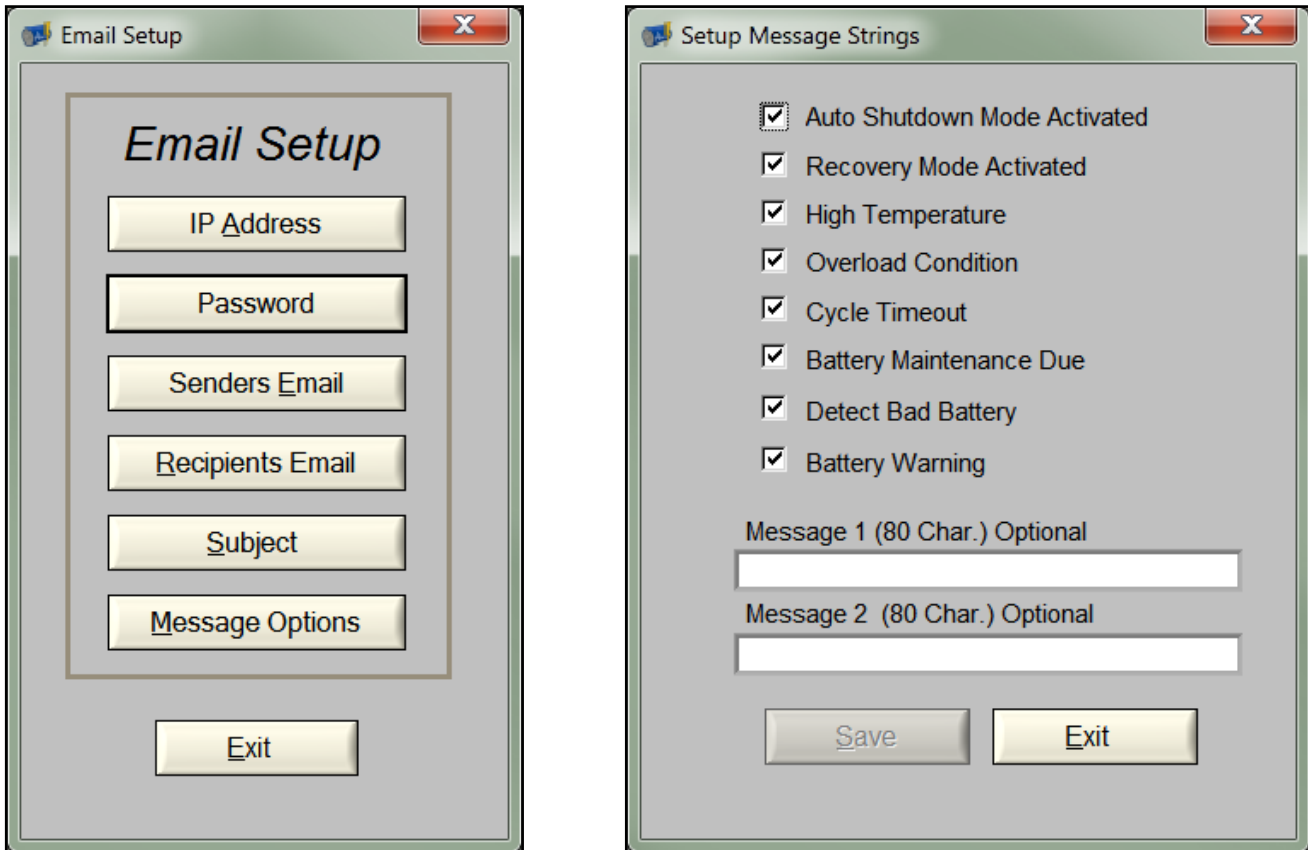 Email Setup
Email Setup
IP Address
Password
Senders Email
Recipients Email
Subject
Message Options
Exit
Setup Message Strings
Auto Shutdown Mode Activated
Recovery Mode Activated
High Temperature
Overload Condition
Cycle Timeout
Battery Maintenance Due
Detect Bad Battery
Battery Warning
Message 1 (80 Char.) Optional
Message 2  (80 Char.) Optional
Save
Exit